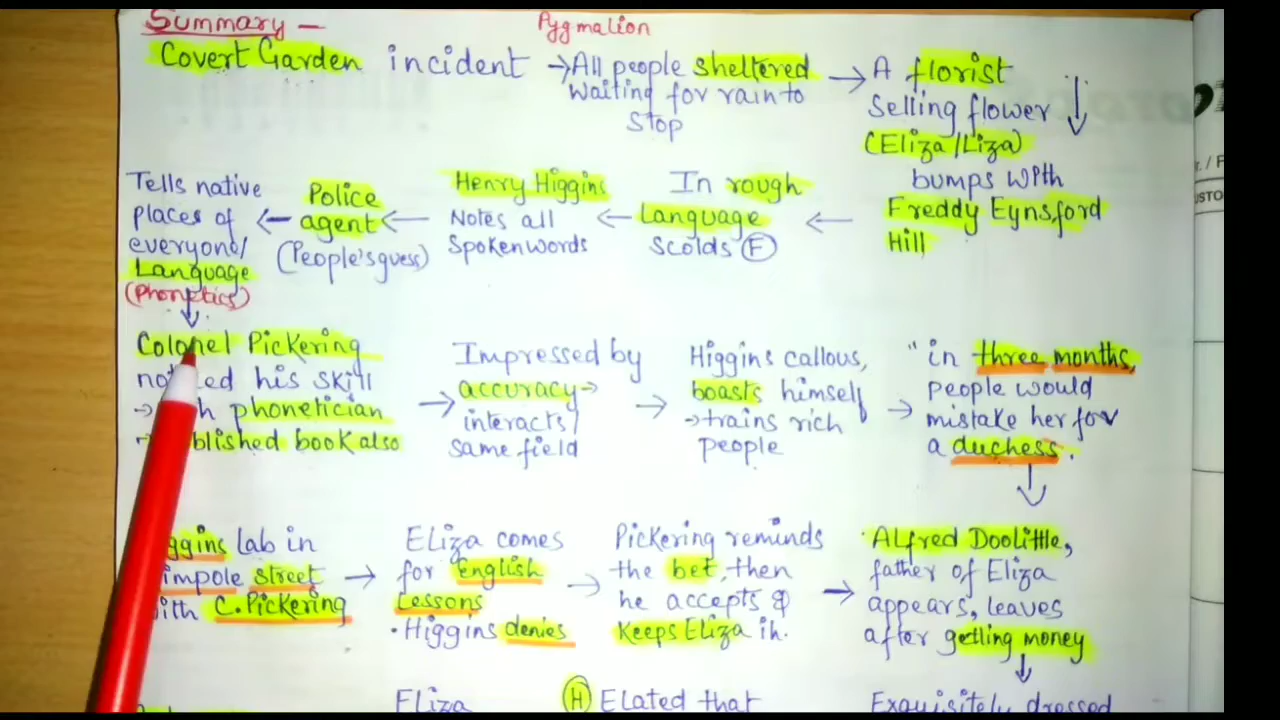 Summary —
Pygmalion
Covert Garden incident → All people sheltered
waiting for rain to
stop
→ A florist
selling flower ↓
(Eliza/Liza)
bumps with
Freddy Eynsford
Hill
← In rough
Language
scolds Ⓕ
← Henry Higgins
Notes all
Spoken words
← Police
agent
(People's guess)
← Tells native
places of
everyone/
Language
(Phonetics)
↓
Colonel Pickering
his skill
→ phonetician
→ book also
→ Impressed by
accuracy →
interacts/
same field
→ Higgins callous,
boasts himself
→ trains rich
people
→ "in three months,
people would
mistake her for
a duchess.
↓
lab in
street
C. Pickering
→ Eliza comes
for English
Lessons
• Higgins denies
→ Pickering reminds
the bet, then
he accepts &
Keeps Eliza in.
→ • Alfred Doolittle,
father of Eliza
appears, leaves
after getling money
↓
Eliza
Ⓗ Elated that
Exquisitely dressed